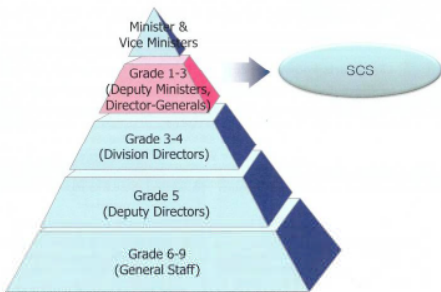 Minister &
Vice Ministers
Grade 1-3
(Deputy Ministers,
Director-Generals)
SCS
Grade 3-4
(Division Directors)
Grade 5
(Deputy Directors)
Grade 6-9
(General Staff)